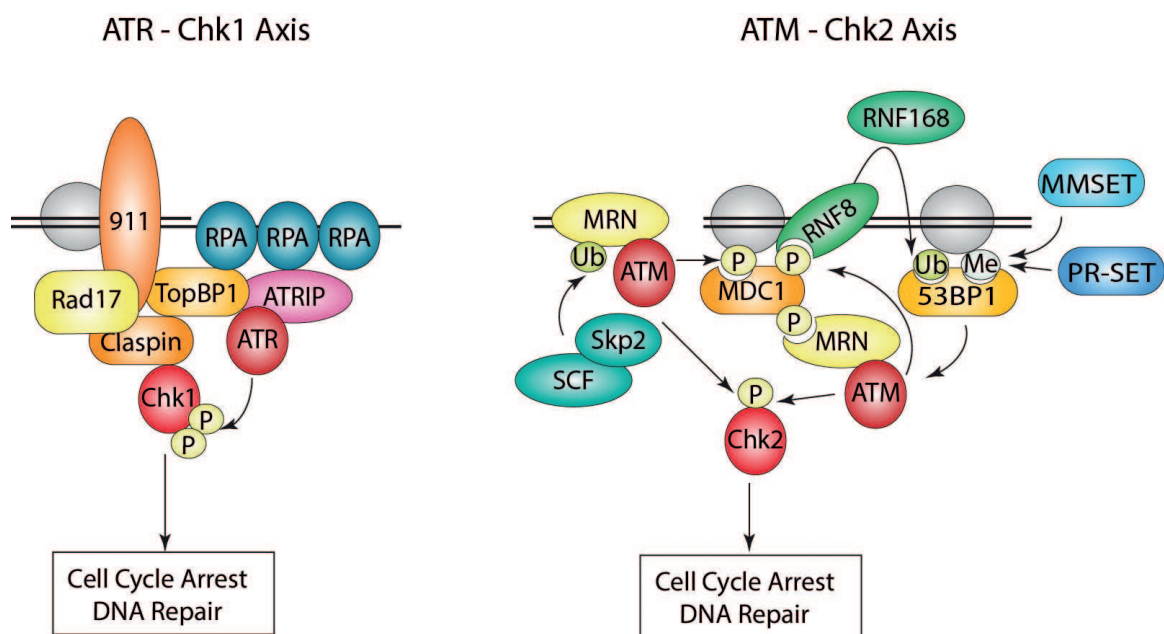 ATR - Chk1 Axis
911
RPA
RPA
RPA
Rad17
TopBP1
ATRIP
Claspin
ATR
Chk1
P
P
Cell Cycle Arrest
DNA Repair
ATM - Chk2 Axis
RNF168
MMSET
MRN
RNF8
Ub
ATM
P
P
Ub
Me
PR-SET
MDC1
53BP1
P
MRN
Skp2
SCF
ATM
P
Chk2
Cell Cycle Arrest
DNA Repair